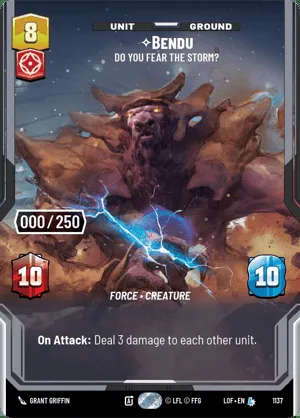 8
UNIT GROUND
BENDU
DO YOU FEAR THE STORM?
000/250
10 10
FORCE • CREATURE
On Attack: Deal 3 damage to each other unit.
GRANT GRIFFIN © LFL © FFG LOF • EN 1137